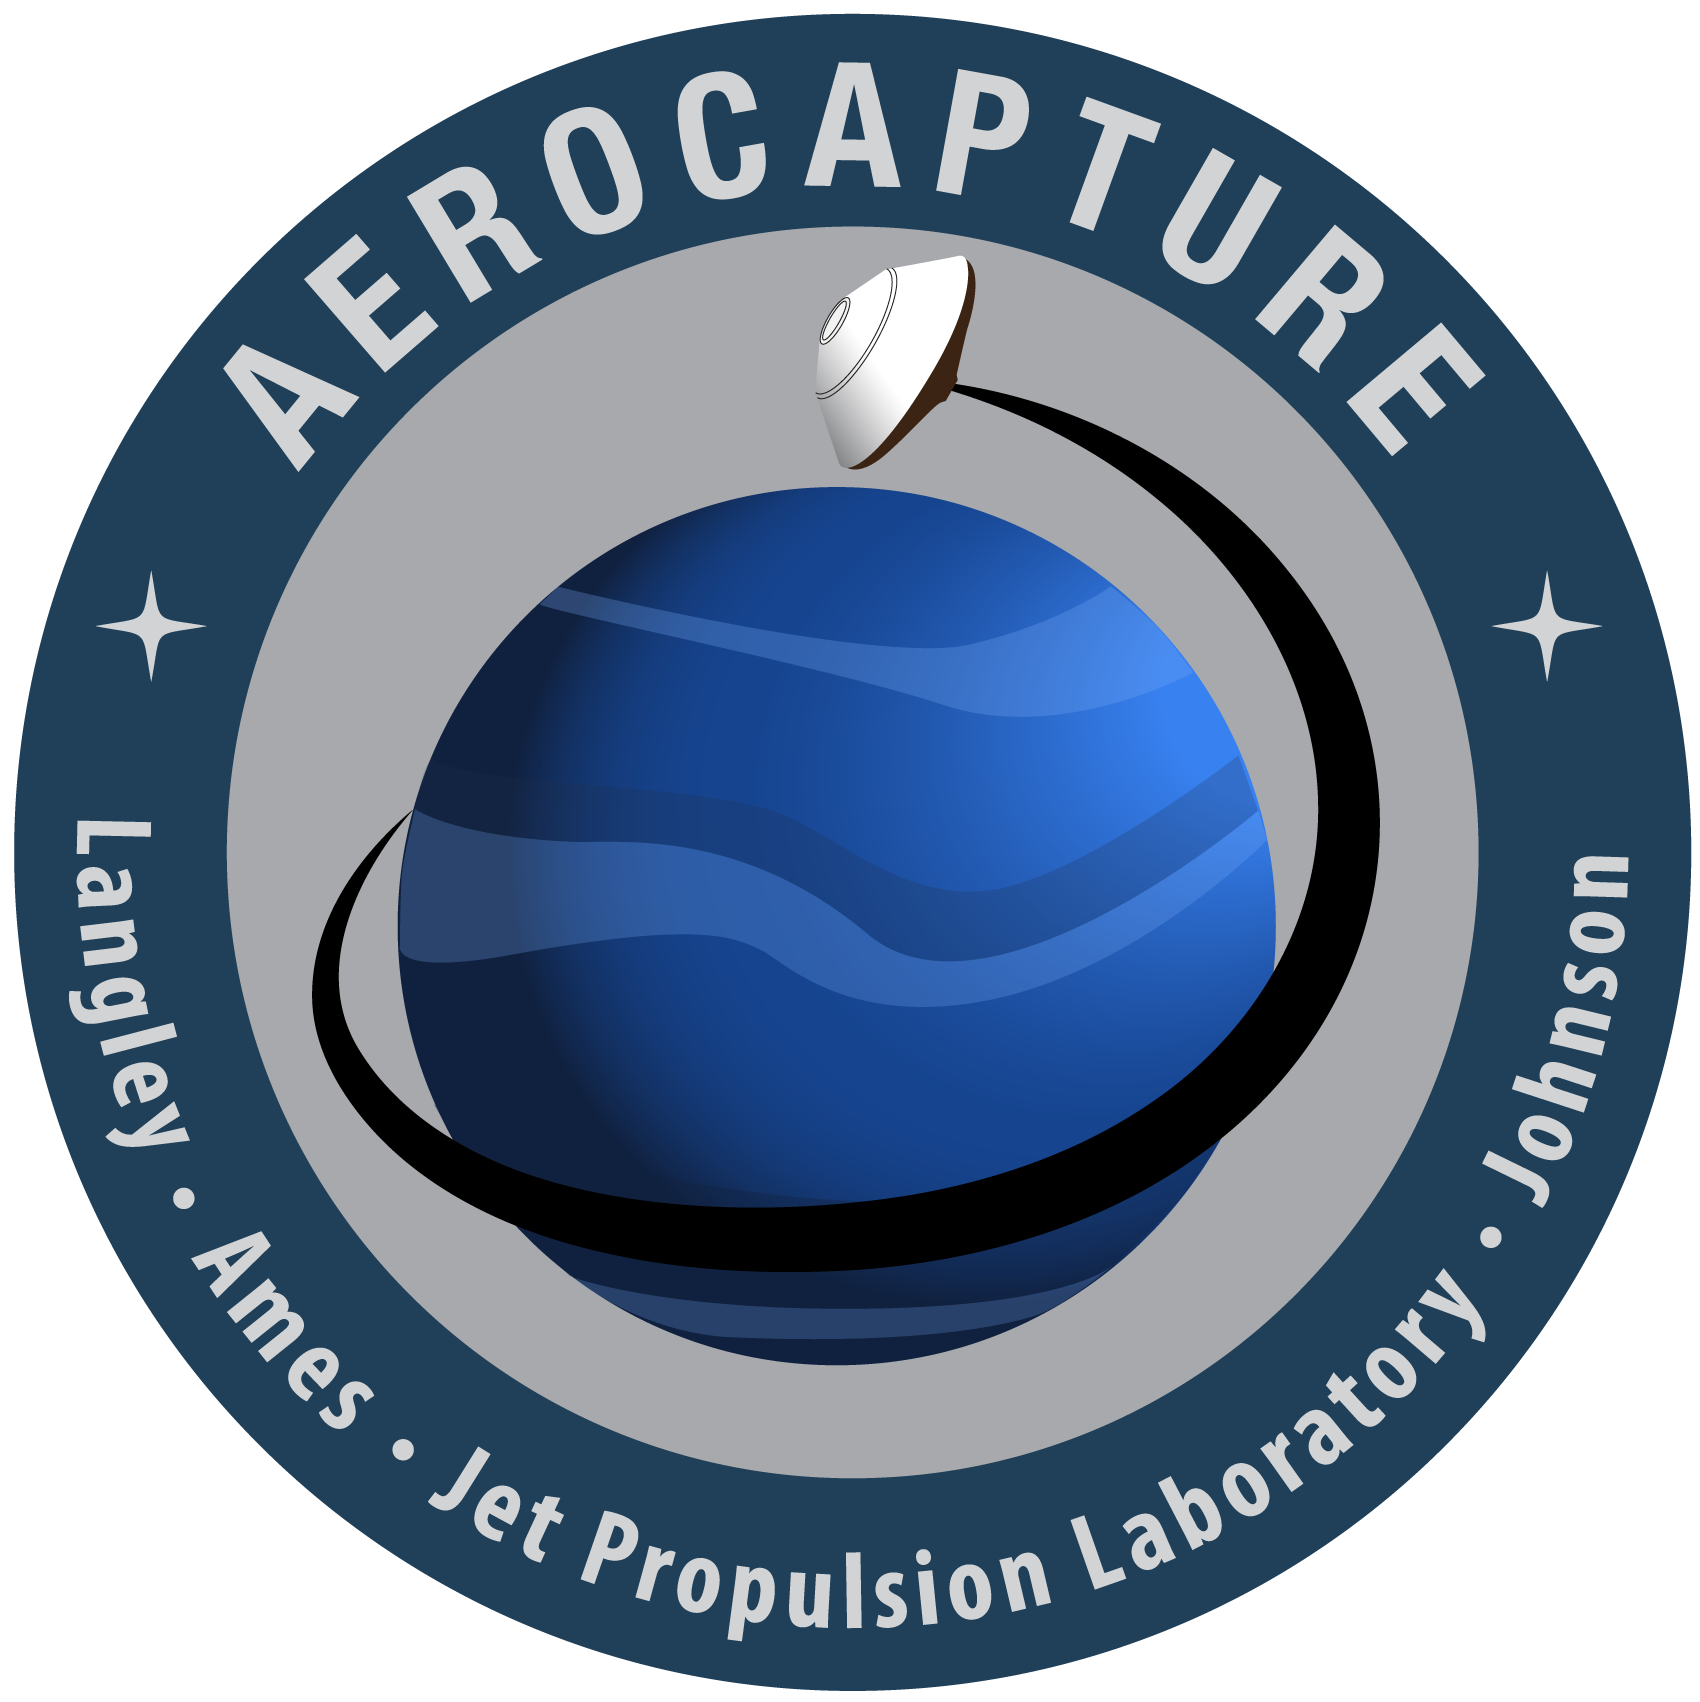 AEROCAPTURE
Langley • Ames • Jet Propulsion Laboratory • Johnson